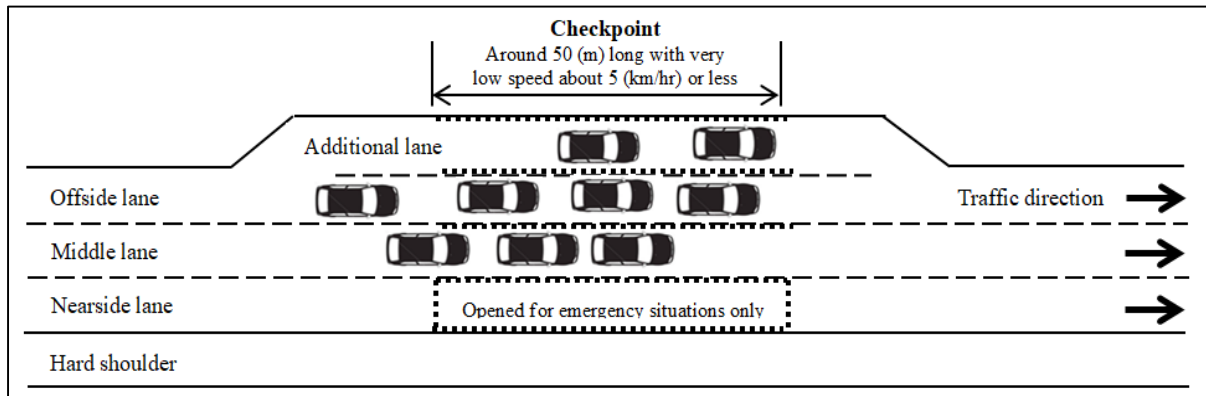 Checkpoint
Around 50 (m) long with very
low speed about 5 (km/hr) or less
Additional lane
Offside lane
Traffic direction
Middle lane
Nearside lane
Opened for emergency situations only
Hard shoulder